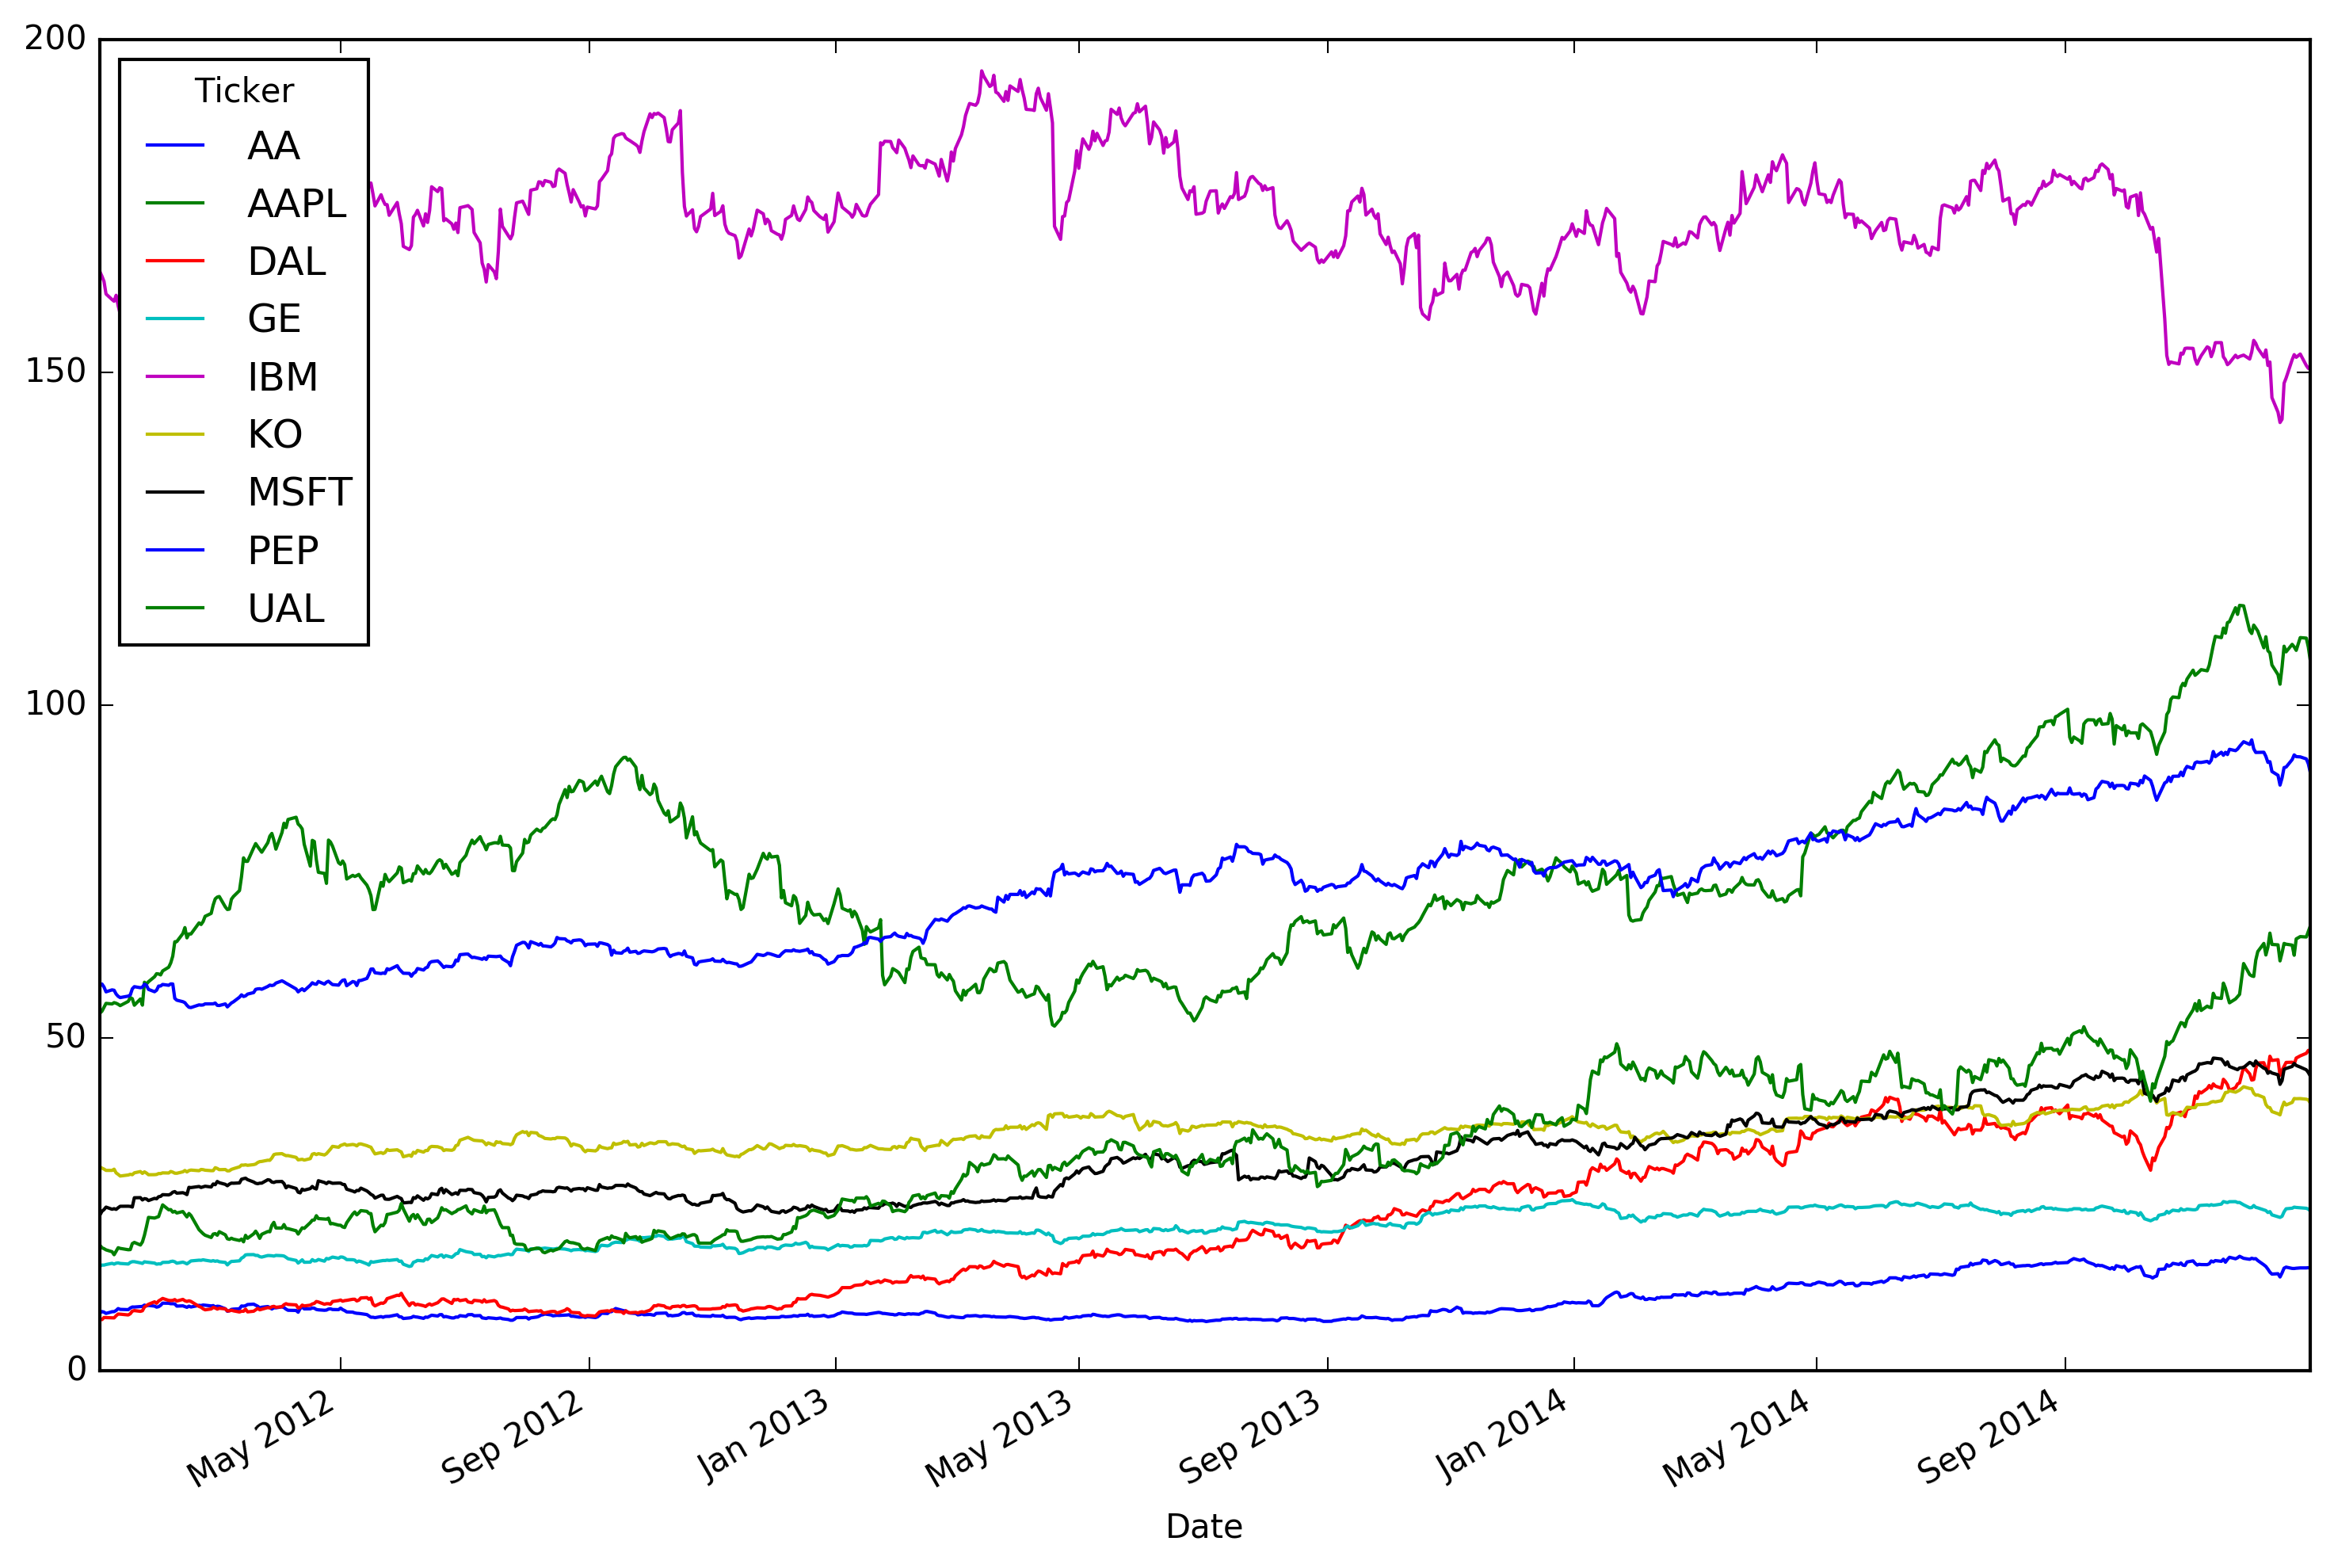 200
150
100
50
0
Ticker
AA
AAPL
DAL
GE
IBM
KO
MSFT
PEP
UAL
May 2012
Sep 2012
Jan 2013
May 2013
Sep 2013
Jan 2014
May 2014
Sep 2014
Date